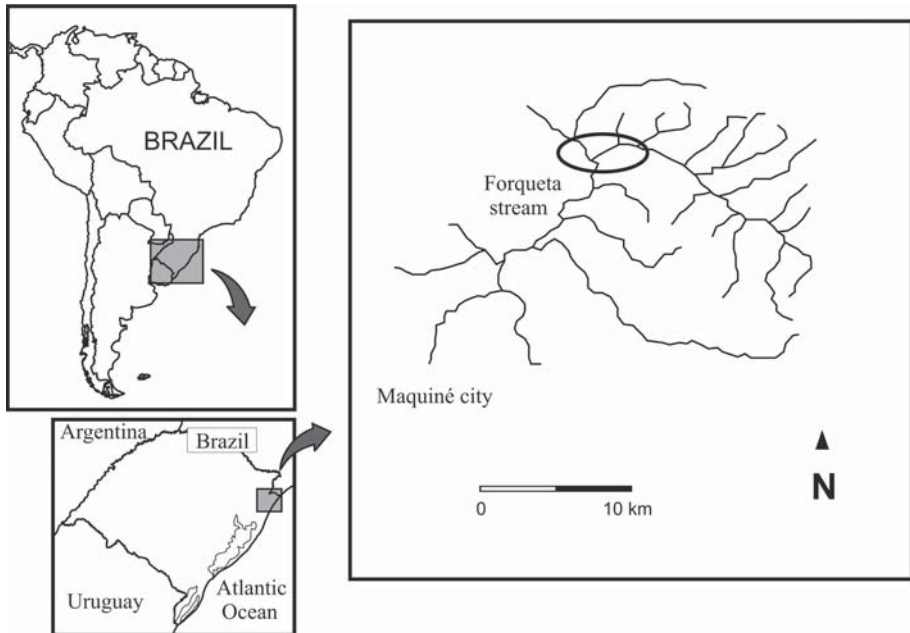 BRAZIL
Argentina
Brazil
Uruguay
Atlantic
Ocean
Forqueta
stream
Maquiné city
N
0
10 km